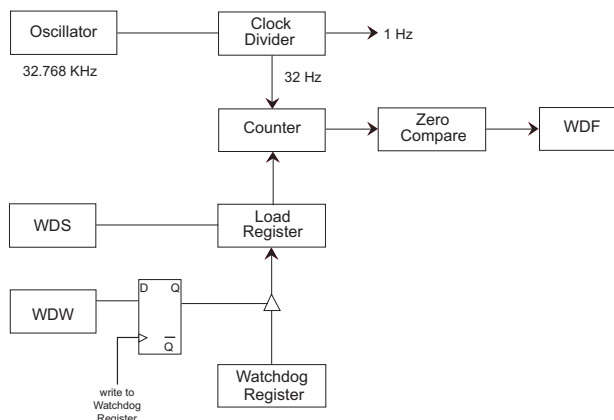 Oscillator
Clock
Divider
1 Hz
32.768 KHz
32 Hz
Counter
Zero
Compare
WDF
WDS
Load
Register
D Q
WDW
Q
Watchdog
Register
write to
Watchdog
Register